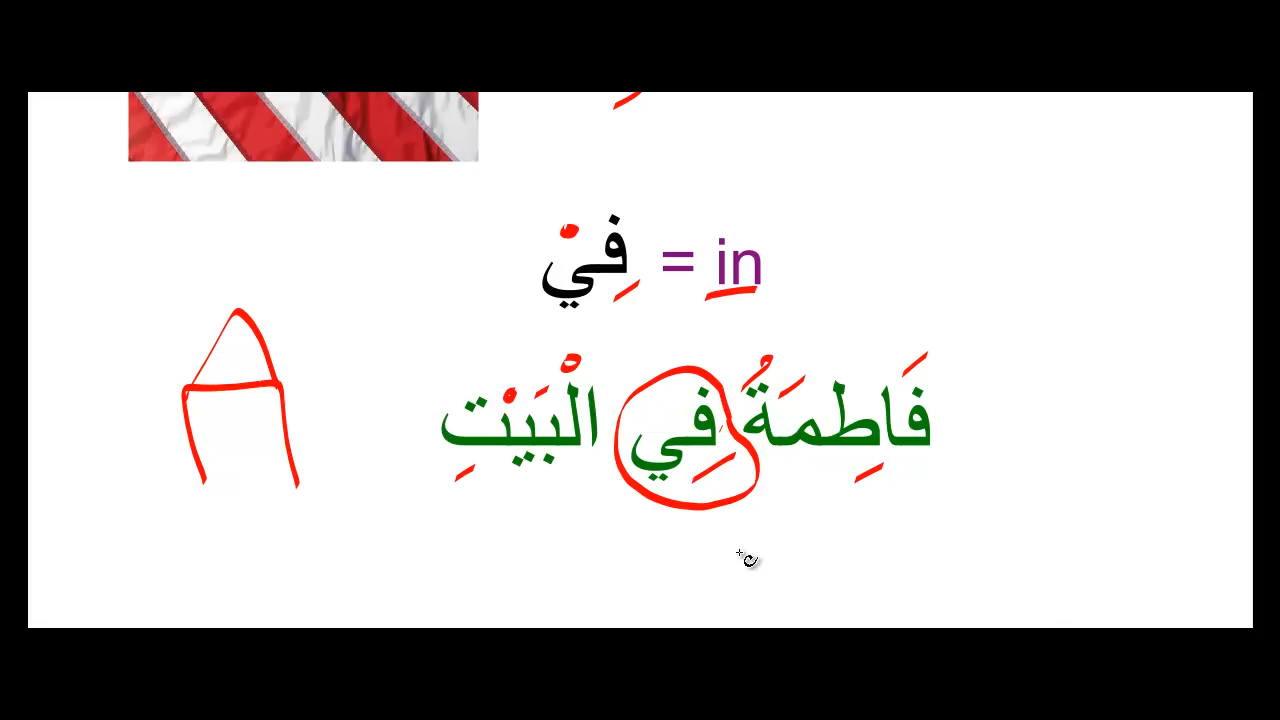 فِيْ = in
فَاطِمَةُ فِي الْبَيْتِ